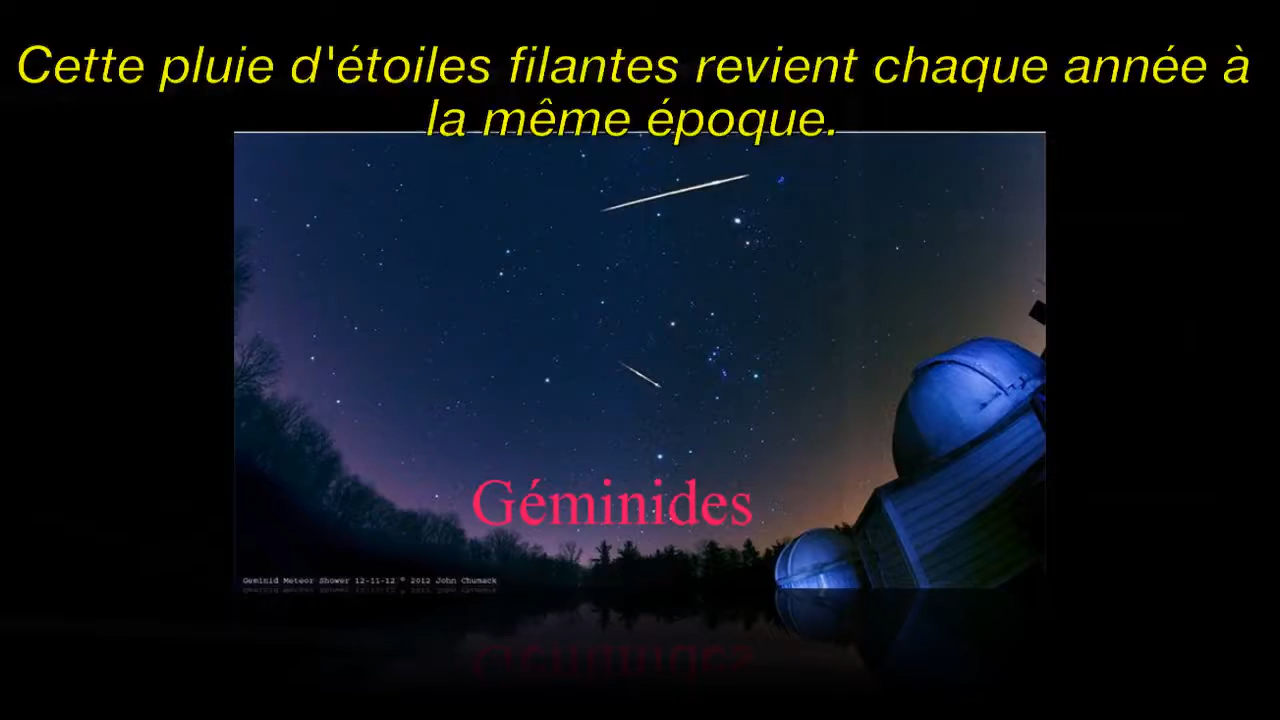 Cette pluie d'étoiles filantes revient chaque année à
la même époque.
Géminides
Geminid Meteor Shower 12-11-12 © 2012 John Chumack